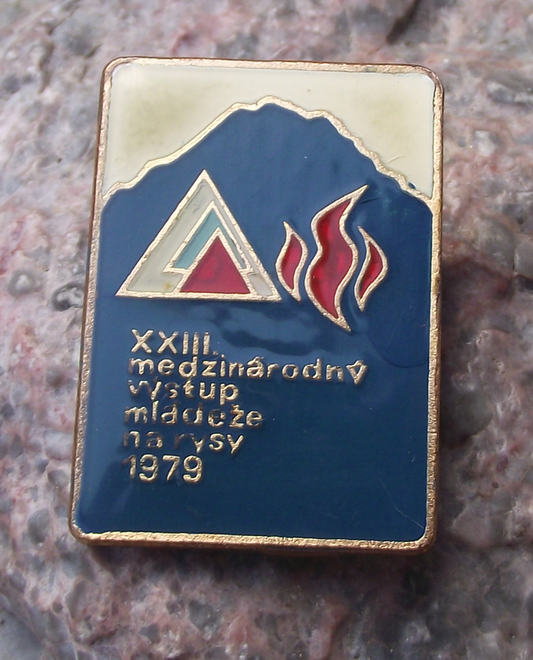 XXIII.
medzinárodný
výstup
mládeže
na rysy
1979